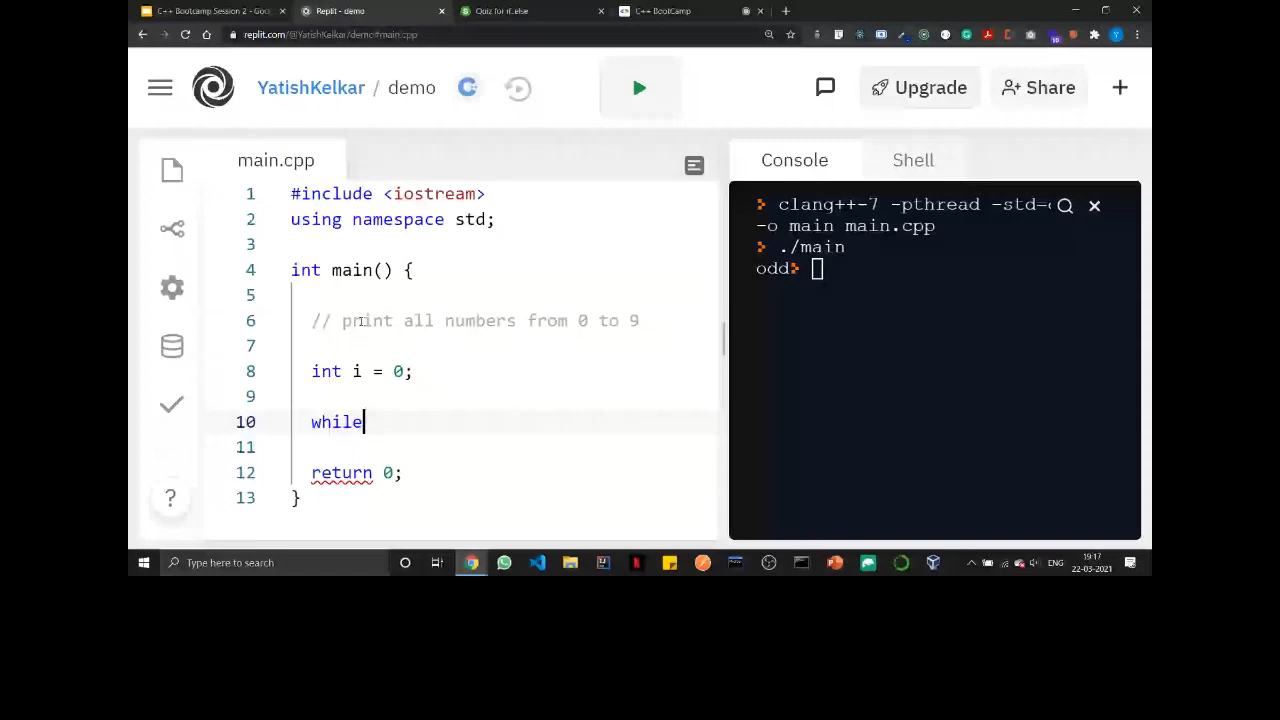 C++ Bootcamp Session 2 - Goo
Replit - demo
Quiz for if..else
C++ BootCamp
replit.com/@YatishKelkar/demo#main.cpp
YatishKelkar / demo
Upgrade
Share
main.cpp
Console
Shell
1 #include <iostream>
2 using namespace std;
3
4 int main() {
5
6 // print all numbers from 0 to 9
7
8 int i = 0;
9
10 while
11
12 return 0;
13 }
clang++-7 -pthread -std=c
-o main main.cpp
./main
odd
?
Type here to search
ENG
19:17
22-03-2021